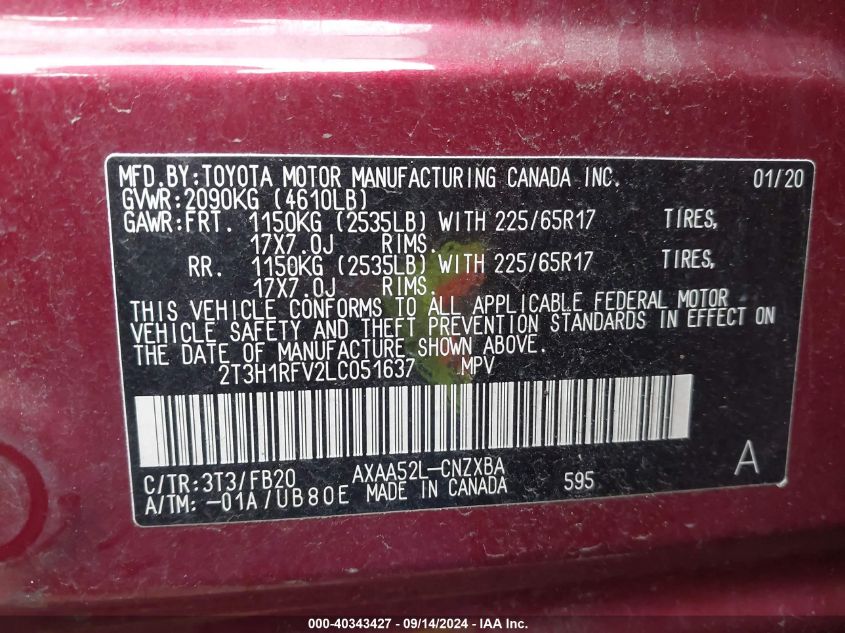 MFD.BY:TOYOTA MOTOR MANUFACTURING CANADA INC. 01/20
GVWR:2090KG (4610LB)
GAWR:FRT. 1150KG (2535LB) WITH 225/65R17 TIRES,
17X7.0J RIMS.
RR. 1150KG (2535LB) WITH 225/65R17 TIRES,
17X7.0J RIMS.
THIS VEHICLE CONFORMS TO ALL APPLICABLE FEDERAL MOTOR
VEHICLE SAFETY AND THEFT PREVENTION STANDARDS IN EFFECT ON
THE DATE OF MANUFACTURE SHOWN ABOVE.
2T3H1RFV2LC051637 MPV
C/TR:3T3/FB20 AXAA52L-CNZXBA 595 A
A/TM:-01A/UB80E MADE IN CANADA
000-40343427 - 09/14/2024 - IAA Inc.